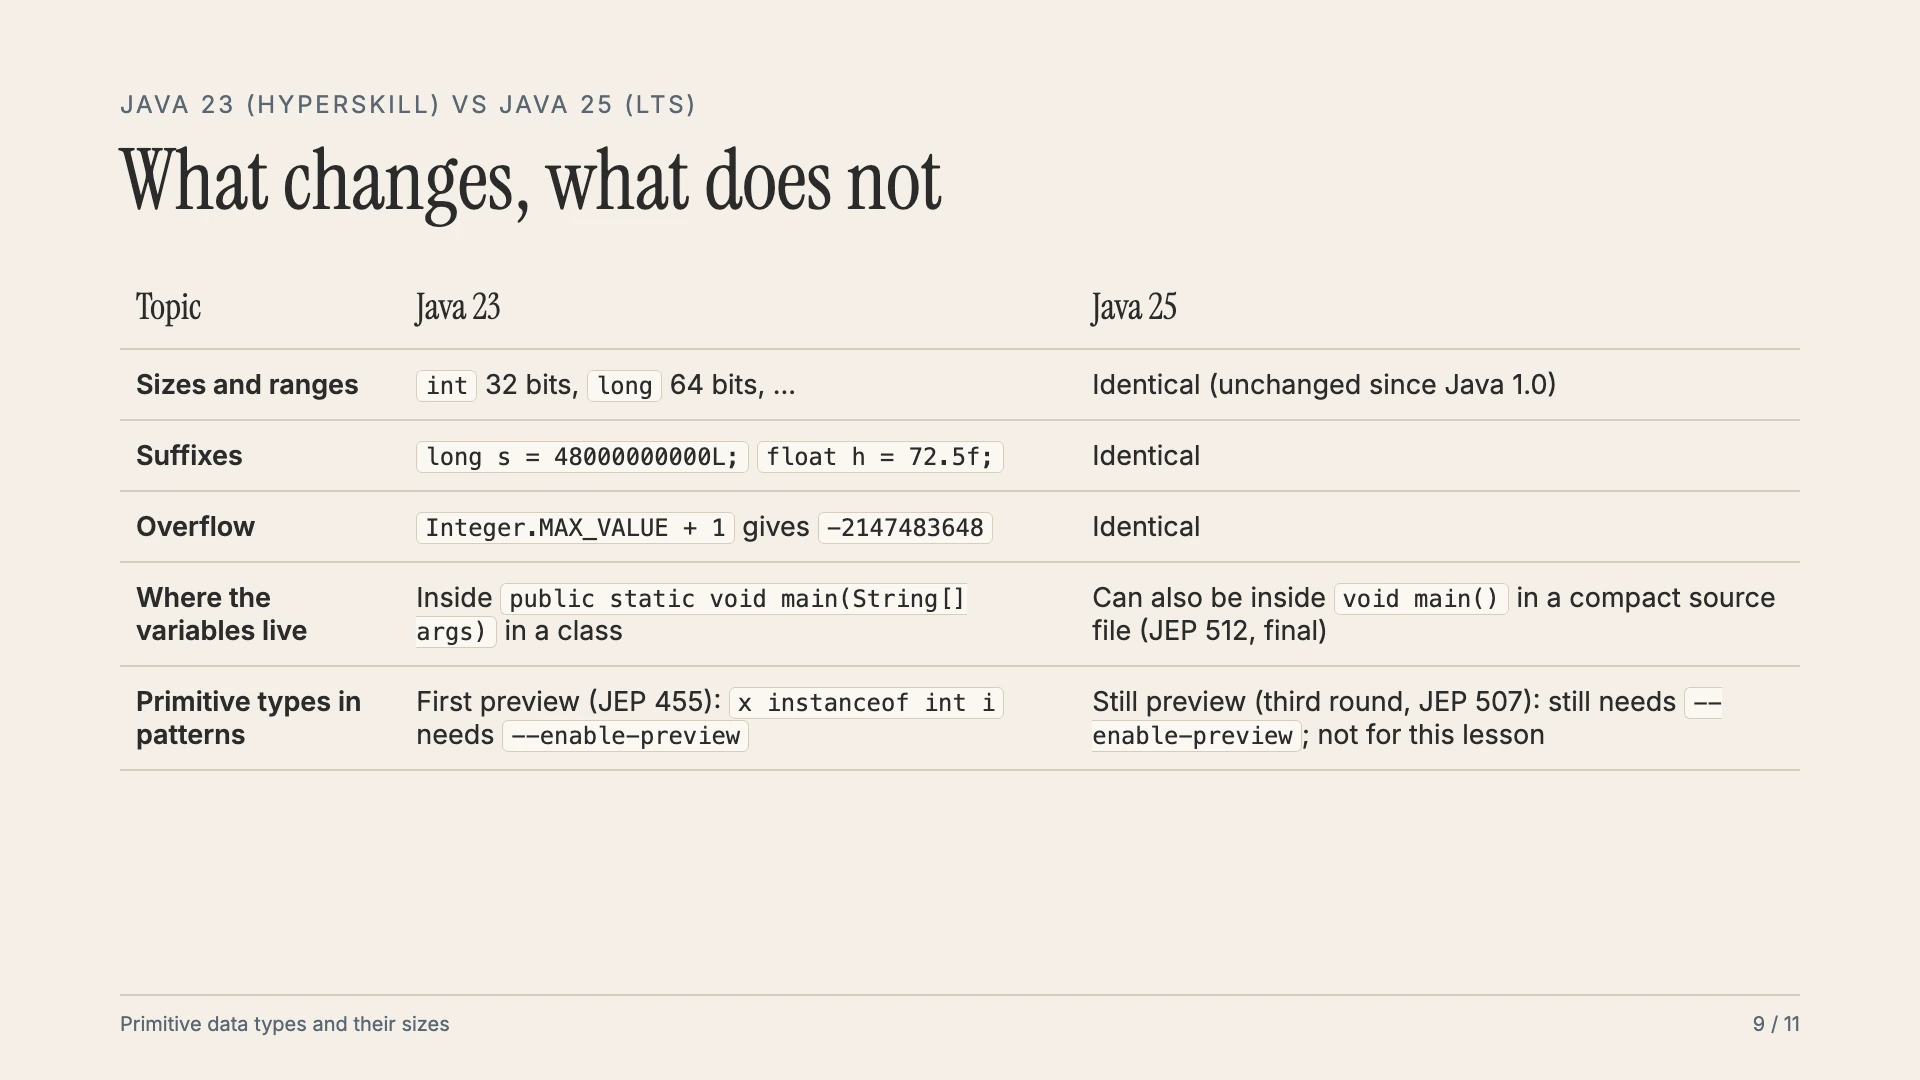 JAVA 23 (HYPERSKILL) VS JAVA 25 (LTS)
What changes, what does not
Topic Java 23 Java 25
Sizes and ranges int 32 bits, long 64 bits, ... Identical (unchanged since Java 1.0)
Suffixes long s = 48000000000L; float h = 72.5f; Identical
Overflow Integer.MAX_VALUE + 1 gives -2147483648 Identical
Where the
variables live
Inside public static void main(String[]
args) in a class
Can also be inside void main() in a compact source
file (JEP 512, final)
Primitive types in
patterns
First preview (JEP 455): x instanceof int i
needs --enable-preview
Still preview (third round, JEP 507): still needs --
enable-preview; not for this lesson
Primitive data types and their sizes
9 / 11